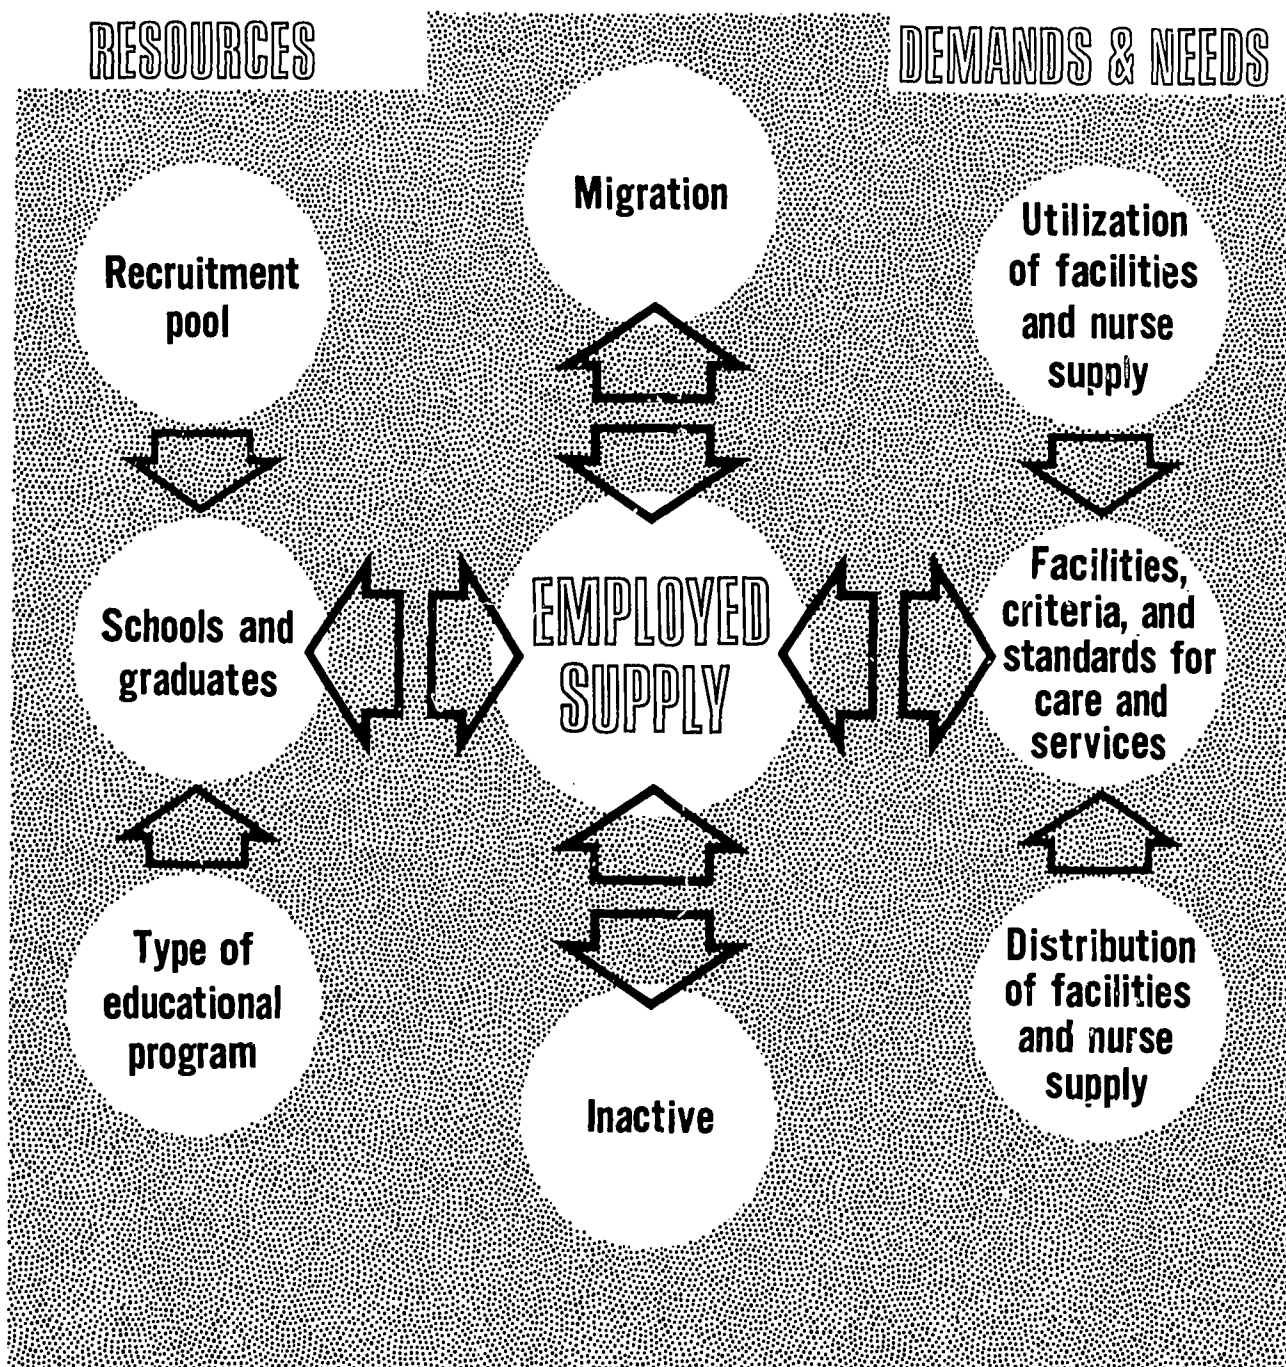 RESOURCES
DEMANDS & NEEDS
Migration
Recruitment
pool
Utilization
of facilities
and nurse
supply
Schools and
graduates
EMPLOYED
SUPPLY
Facilities,
criteria, and
standards for
care and
services
Type of
educational
program
Inactive
Distribution
of facilities
and nurse
supply